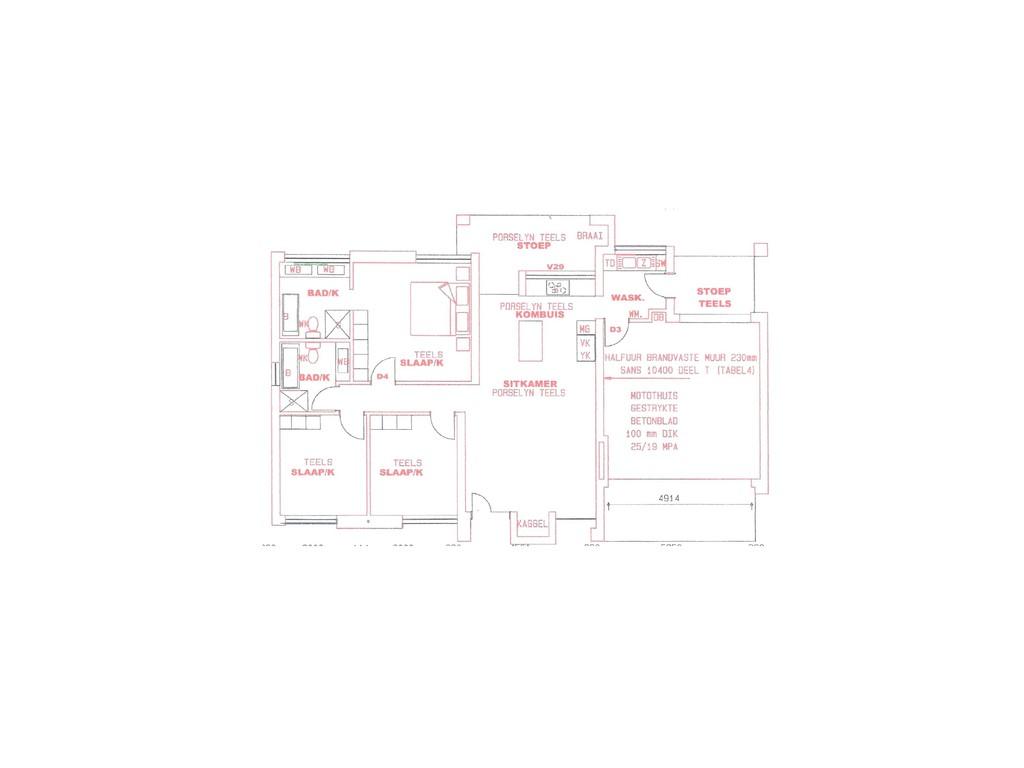 PORSELYN TEELS
STOEP
BRAAI
V29
WB
WB
BAD/K
B
WK
S
TEELS
SLAAP/K
D4
WK
WB
B
BAD/K
S
PORSELYN TEELS
KOMBUIS
MG
VK
YK
SITKAMER
PORSELYN TEELS
TD
Z
WASK.
WM.
DB
D3
STOEP
TEELS
HALFUUR BRANDVASTE MUUR 230mm
SANS 10400 DEEL T (TABEL4)
MOTOTHUIS
GESTRYKTE
BETONBLAD
100 mm DIK
25/19 MPA
TEELS
SLAAP/K
TEELS
SLAAP/K
4914
KAGGEL